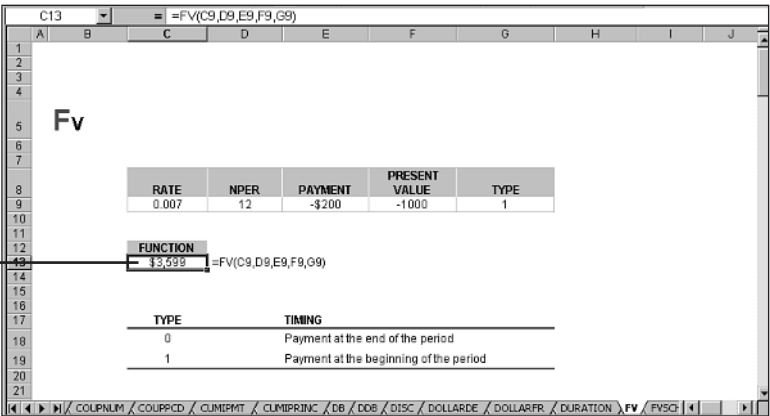 C13 = =FV(C9,D9,E9,F9,G9)
A B C D E F G H I J
1
2
3
4
5 Fv
6
7
PRESENT
8 RATE NPER PAYMENT VALUE TYPE
9 0.007 12 -$200 -1000 1
10
11
12 FUNCTION
13 $3,599 =FV(C9,D9,E9,F9,G9)
14
15
16
17 TYPE TIMING
18 0 Payment at the end of the period
19 1 Payment at the beginning of the period
20
21
COUPNUM / COUPPCD / CUMIPMT / CUMIPRINC / DB / DDB / DISC / DOLLARDE / DOLLARFR / DURATION \ FV / FVSCH